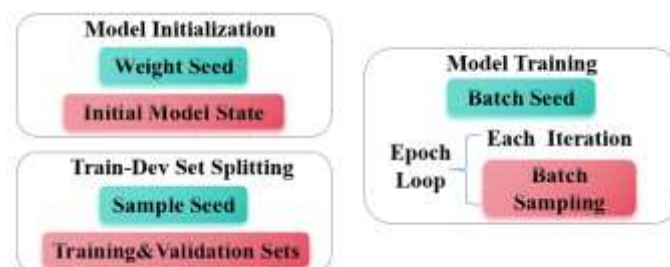 Model Initialization
Weight Seed
Initial Model State
Train-Dev Set Splitting
Sample Seed
Training&Validation Sets
Model Training
Batch Seed
Each Iteration
Epoch
Loop
Batch
Sampling